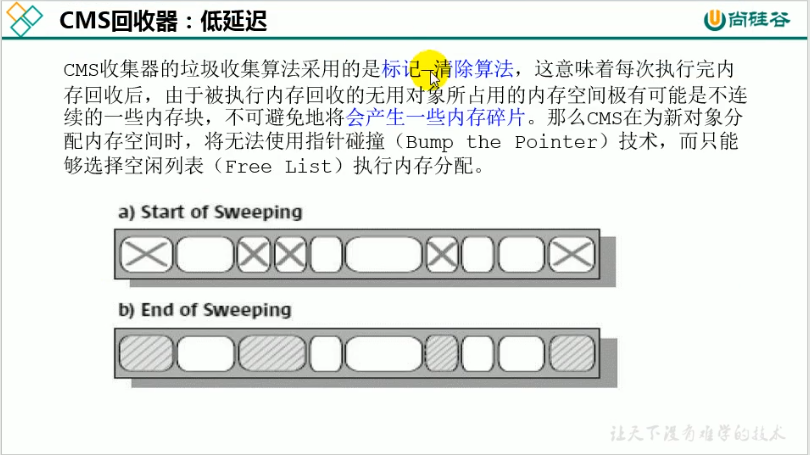 CMS回收器：低延迟
尚硅谷
CMS收集器的垃圾收集算法采用的是标记—清除算法，这意味着每次执行完内
存回收后，由于被执行内存回收的无用对象所占用的内存空间极有可能是不连
续的一些内存块，不可避免地将会产生一些内存碎片。那么CMS在为新对象分
配内存空间时，将无法使用指针碰撞（Bump the Pointer）技术，而只能
够选择空闲列表（Free List）执行内存分配。
a) Start of Sweeping
b) End of Sweeping
让天下没有难学的技术